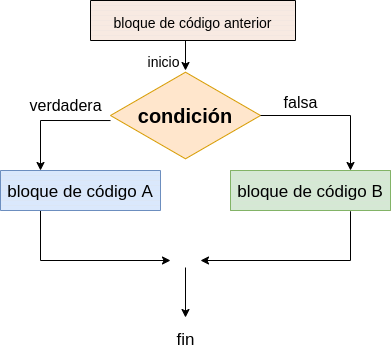 bloque de código anterior
inicio
condición
verdadera
falsa
bloque de código A
bloque de código B
fin